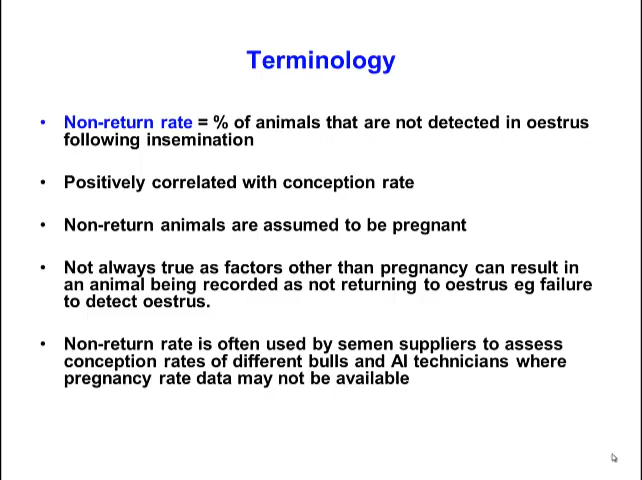 Terminology
• Non-return rate = % of animals that are not detected in oestrus
following insemination
• Positively correlated with conception rate
• Non-return animals are assumed to be pregnant
• Not always true as factors other than pregnancy can result in
an animal being recorded as not returning to oestrus eg failure
to detect oestrus.
• Non-return rate is often used by semen suppliers to assess
conception rates of different bulls and AI technicians where
pregnancy rate data may not be available